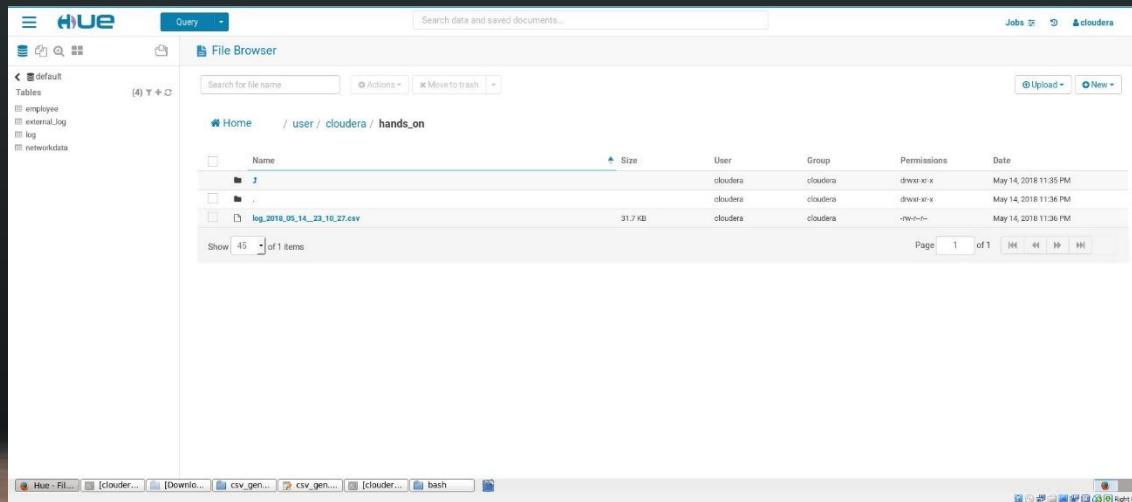 HUE Query Search data and saved documents... Jobs cloudera
File Browser
default
Tables (4)
employee
external_log
log
networkdata
Search for file name Actions Move to trash Upload New
Home / user / cloudera / hands_on
Name Size User Group Permissions Date
cloudera cloudera drwxr-xr-x May 14, 2018 11:35 PM
. cloudera cloudera drwxr-xr-x May 14, 2018 11:36 PM
log_2018_05_14__23_10_27.csv 31.7 KB cloudera cloudera -rw-r--r-- May 14, 2018 11:36 PM
Show 45 of 1 items Page 1 of 1
Hue - Fil... [clouder... [Downlo... csv_gen... csv_gen.... [clouder... bash
Right